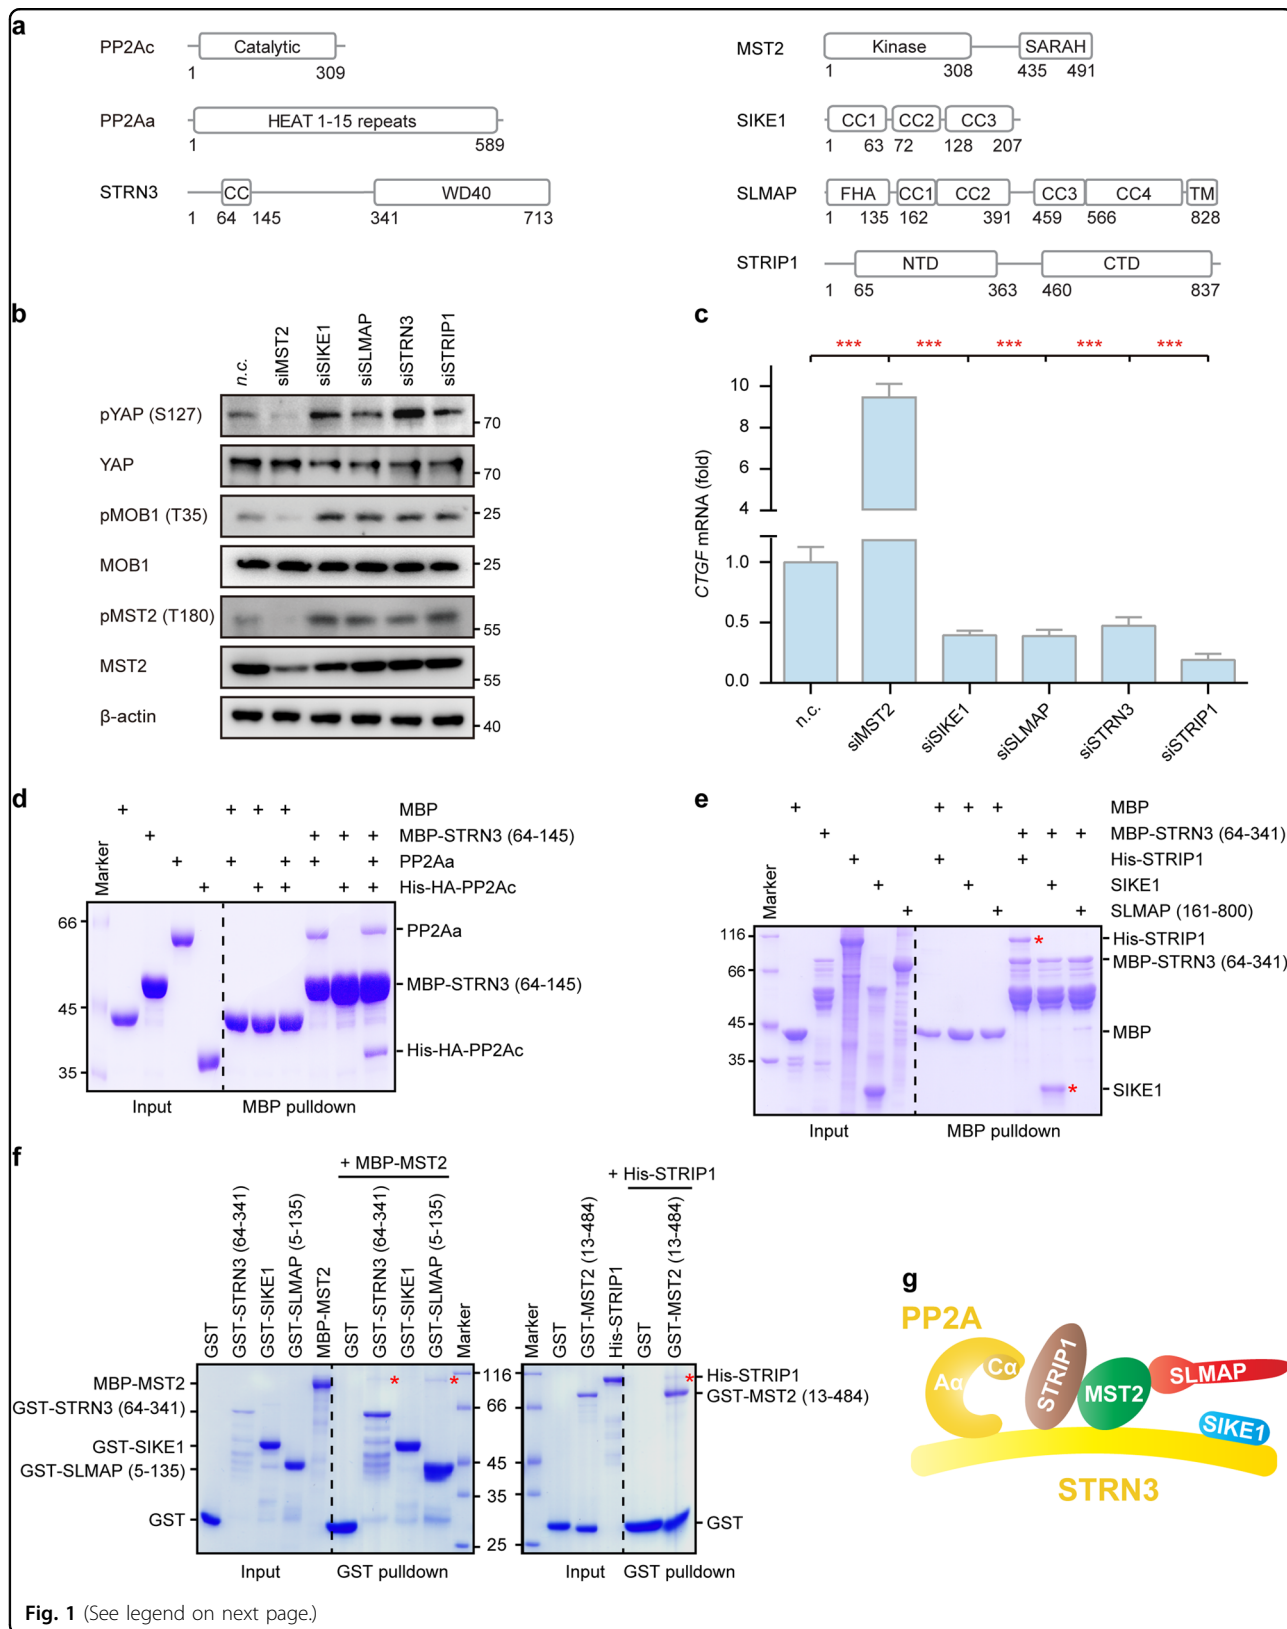 a
PP2Ac
Catalytic
1 309
PP2Aa
HEAT 1-15 repeats
1 589
STRN3
CC WD40
1 64 145 341 713
MST2
Kinase SARAH
1 308 435 491
SIKE1
CC1 CC2 CC3
1 63 72 128 207
SLMAP
FHA CC1 CC2 CC3 CC4 TM
1 135 162 391 459 566 828
STRIP1
NTD CTD
1 65 363 460 837
b
n.c. siMST2 siSIKE1 siSLMAP siSTRN3 siSTRIP1
pYAP (S127) 70
YAP 70
pMOB1 (T35) 25
MOB1 25
pMST2 (T180) 55
MST2 55
β-actin 40
c
*** *** *** *** ***
CTGF mRNA (fold)
10
8
6
4
1.0
0.5
0.0
n.c. siMST2 siSIKE1 siSLMAP siSTRN3 siSTRIP1
d
Marker
+ + + + MBP
+ + + + MBP-STRN3 (64-145)
+ + + + + PP2Aa
+ + + + + His-HA-PP2Ac
66
45
35
PP2Aa
MBP-STRN3 (64-145)
His-HA-PP2Ac
Input MBP pulldown
e
Marker
+ + + + MBP
+ + + + MBP-STRN3 (64-341)
+ + + His-STRIP1
+ + + SIKE1
+ + + SLMAP (161-800)
116
66
45
35
* His-STRIP1
MBP-STRN3 (64-341)
MBP
* SIKE1
Input MBP pulldown
f
+ MBP-MST2
GST GST-STRN3 (64-341) GST-SIKE1 GST-SLMAP (5-135) MBP-MST2 GST GST-STRN3 (64-341) GST-SIKE1 GST-SLMAP (5-135) Marker
MBP-MST2 * *
GST-STRN3 (64-341)
GST-SIKE1
GST-SLMAP (5-135)
GST
116
66
45
35
25
Input GST pulldown
+ His-STRIP1
Marker GST GST-MST2 (13-484) His-STRIP1 GST GST-MST2 (13-484)
* His-STRIP1
GST-MST2 (13-484)
GST
Input GST pulldown
g
PP2A
Aα Cα STRIP1 MST2 SLMAP
SIKE1
STRN3
Fig. 1 (See legend on next page.)